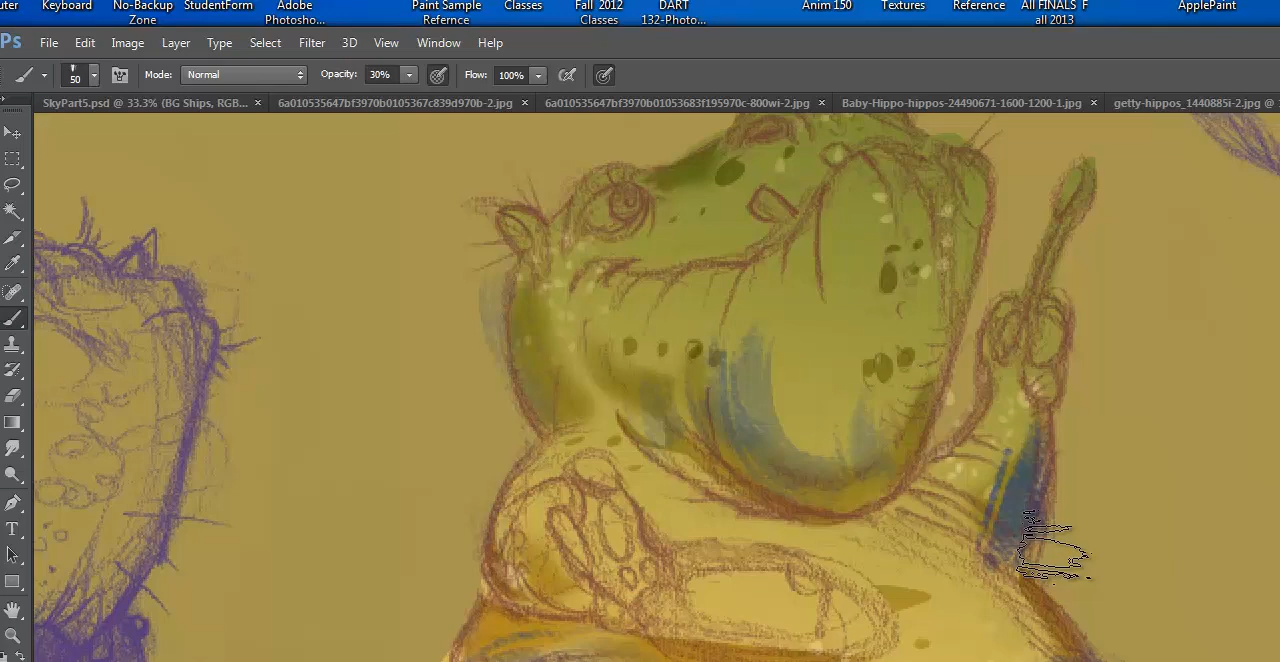 uter Keyboard No-Backup StudentForm Adobe Paint Sample Classes Fall 2012 DART Anim 150 Textures Reference All FINALS F ApplePaint
Zone Photosho... Refernce Classes 132-Photo... all 2013
Ps File Edit Image Layer Type Select Filter 3D View Window Help
50 Mode: Normal Opacity: 30% Flow: 100%
SkyPart5.psd @ 33.3% (BG Ships, RGB... × 6a010535647bf3970b0105367c839d970b-2.jpg × 6a010535647bf3970b01053683f195970c-800wi-2.jpg × Baby-Hippo-hippos-24490671-1600-1200-1.jpg × getty-hippos_1440885i-2.jpg @
T